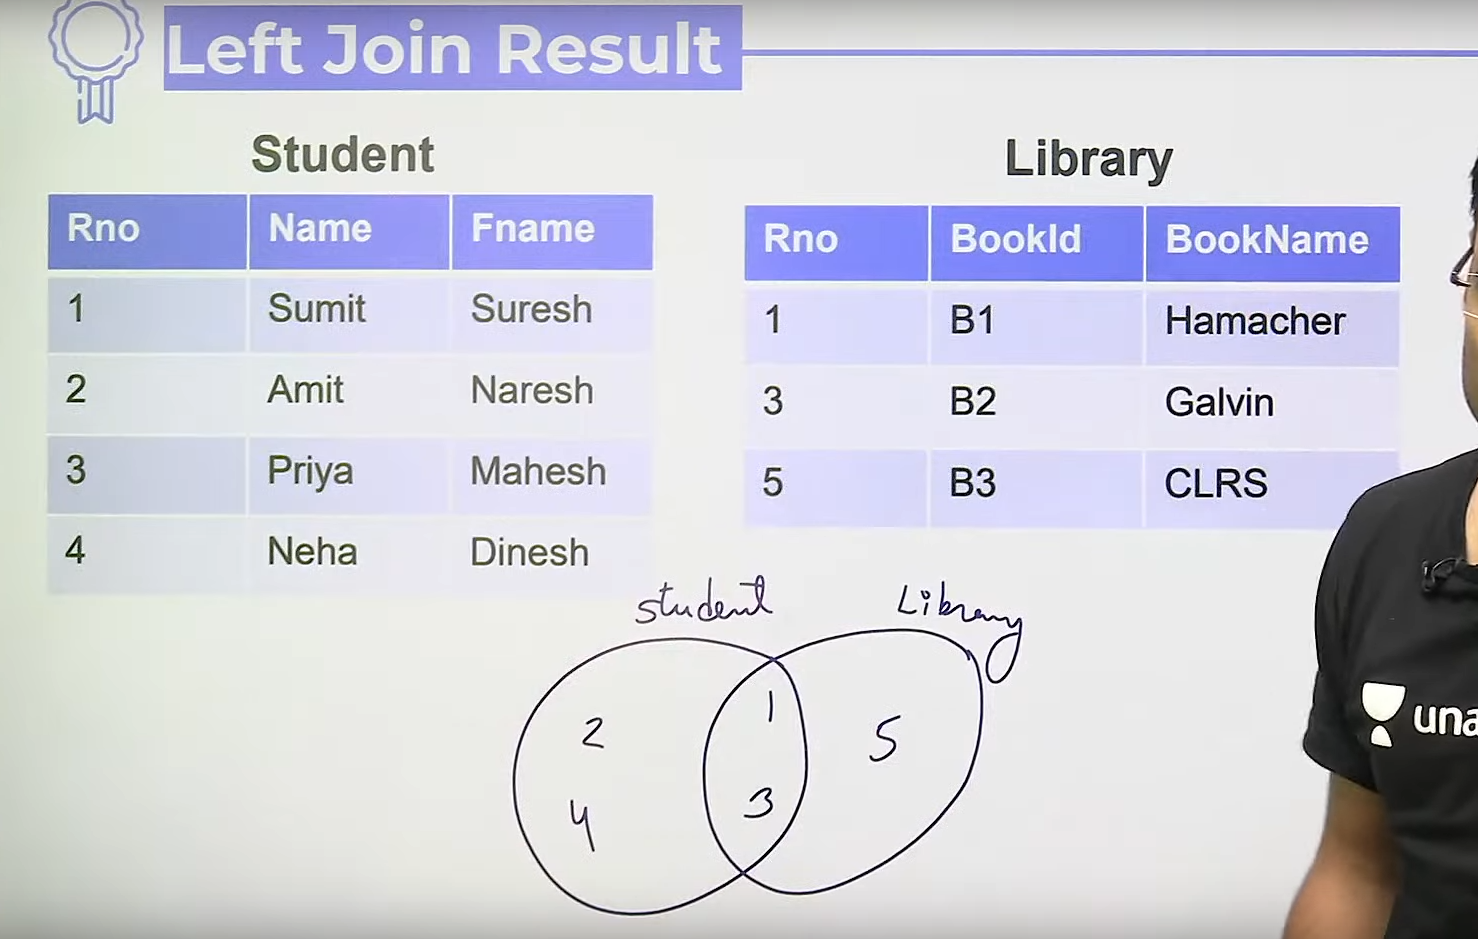 Left Join Result
Student
Rno Name Fname
1 Sumit Suresh
2 Amit Naresh
3 Priya Mahesh
4 Neha Dinesh
Library
Rno BookId BookName
1 B1 Hamacher
3 B2 Galvin
5 B3 CLRS
student Library
2 1 5
4 3
una